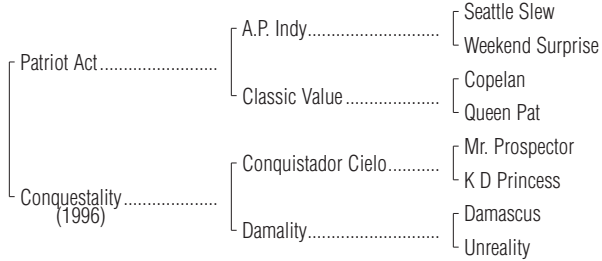 Seattle Slew
A.P. Indy..............................
Weekend Surprise
Patriot Act...........................
Copelan
Classic Value .....................
Queen Pat
Mr. Prospector
Conquistador Cielo...........
K D Princess
Conquestality.....................
(1996)
Damascus
Damality..............................
Unreality